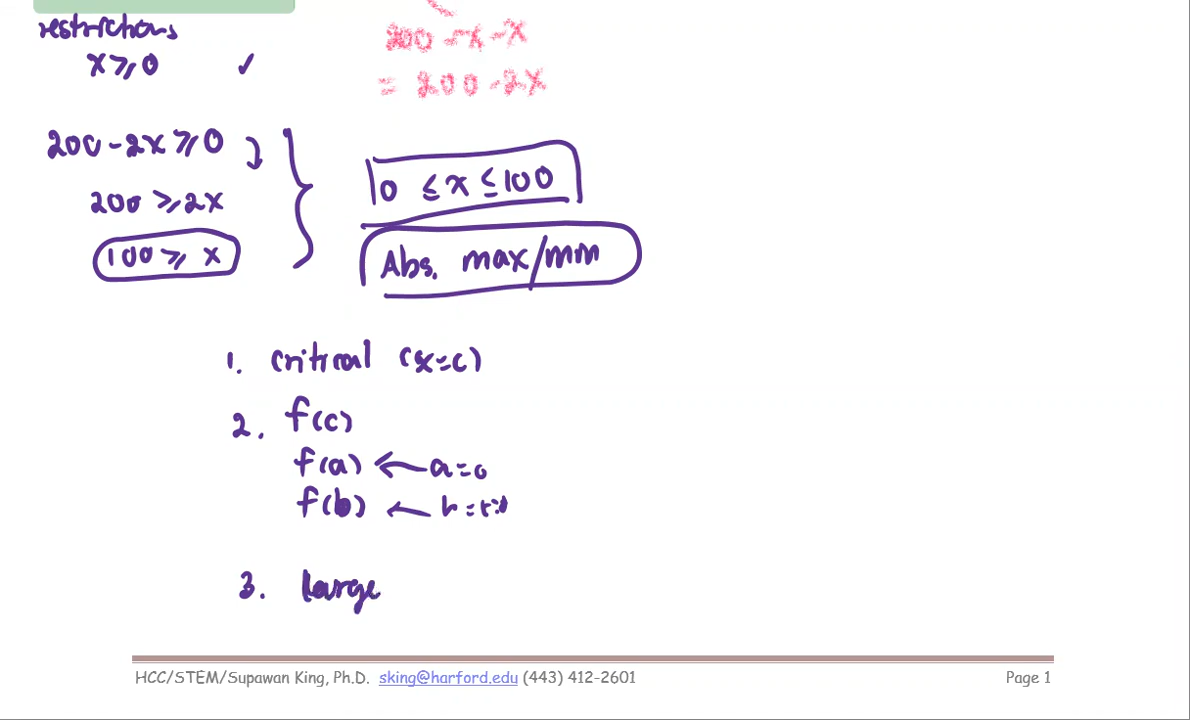 restrictions
x ≥ 0 ✓
200 - x - x
= 200 - 2x
200 - 2x ≥ 0
200 ≥ 2x
100 ≥ x
0 ≤ x ≤ 100
Abs. max/min
1. critical (x=c)
2. f(c)
f(a) ← a=0
f(b) ← b=
3. large
HCC/STEM/Supawan King, Ph.D. sking@harford.edu (443) 412-2601 Page 1